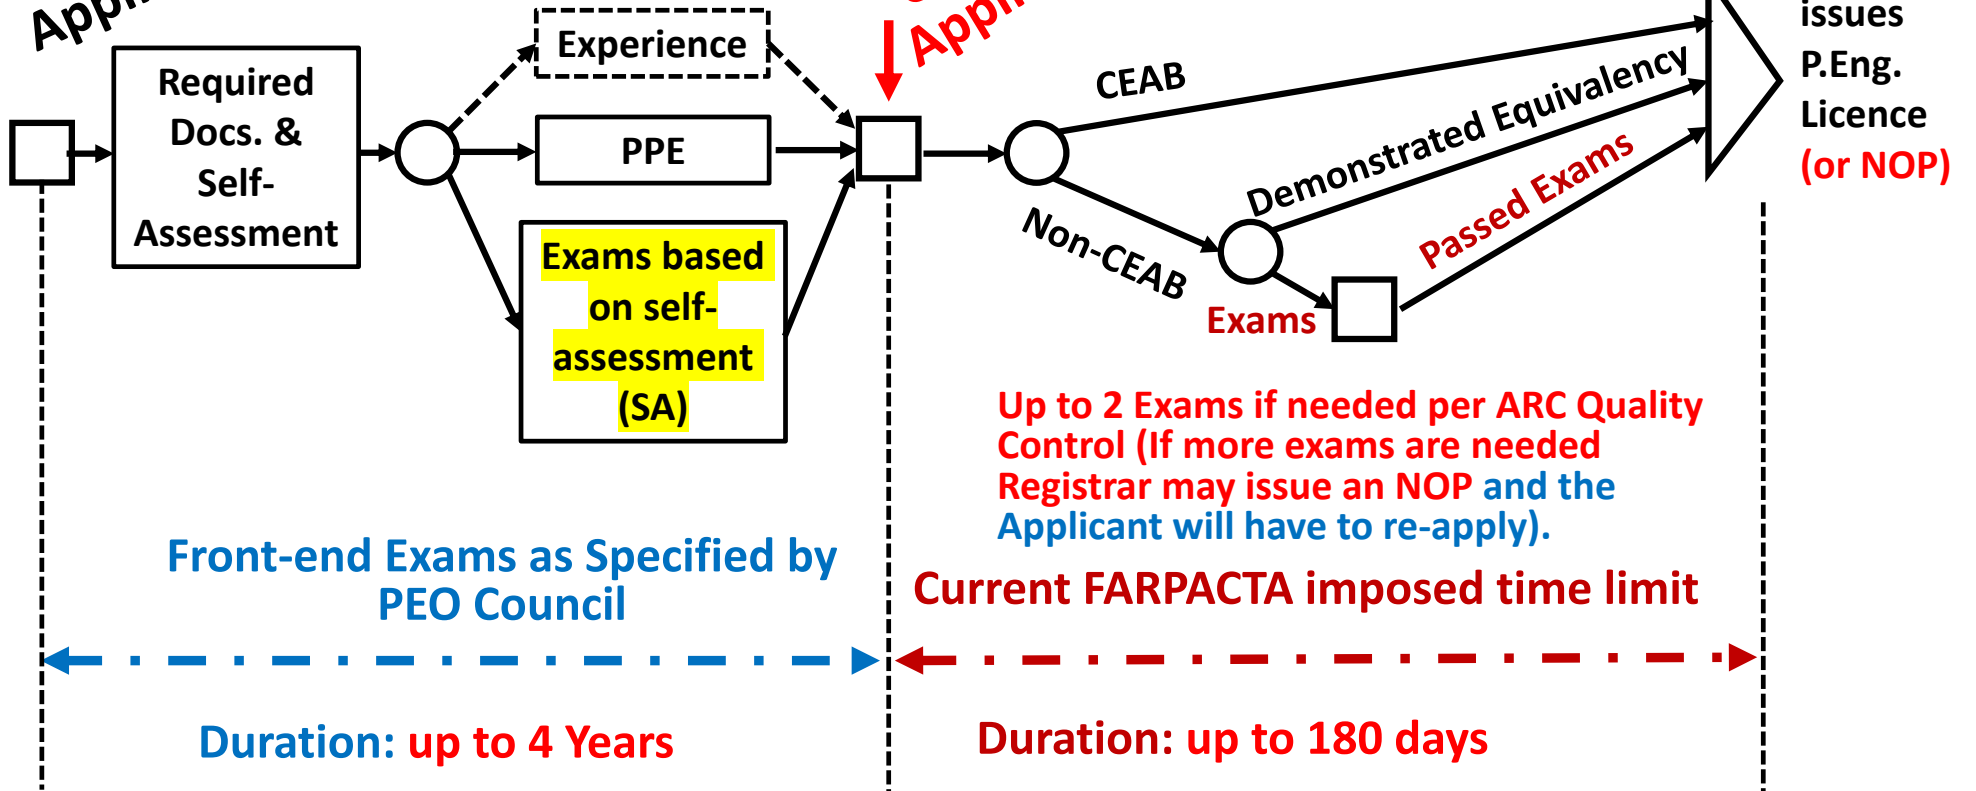 Appli
Appli
Required
Docs. &
Self-
Assessment
Experience
PPE
Exams based
on self-
assessment
(SA)
CEAB
Non-CEAB
Demonstrated Equivalency
Passed Exams
Exams
issues
P.Eng.
Licence
(or NOP)
Up to 2 Exams if needed per ARC Quality
Control (If more exams are needed
Registrar may issue an NOP and the
Applicant will have to re-apply).
Front-end Exams as Specified by
PEO Council
Current FARPACTA imposed time limit
Duration: up to 4 Years
Duration: up to 180 days